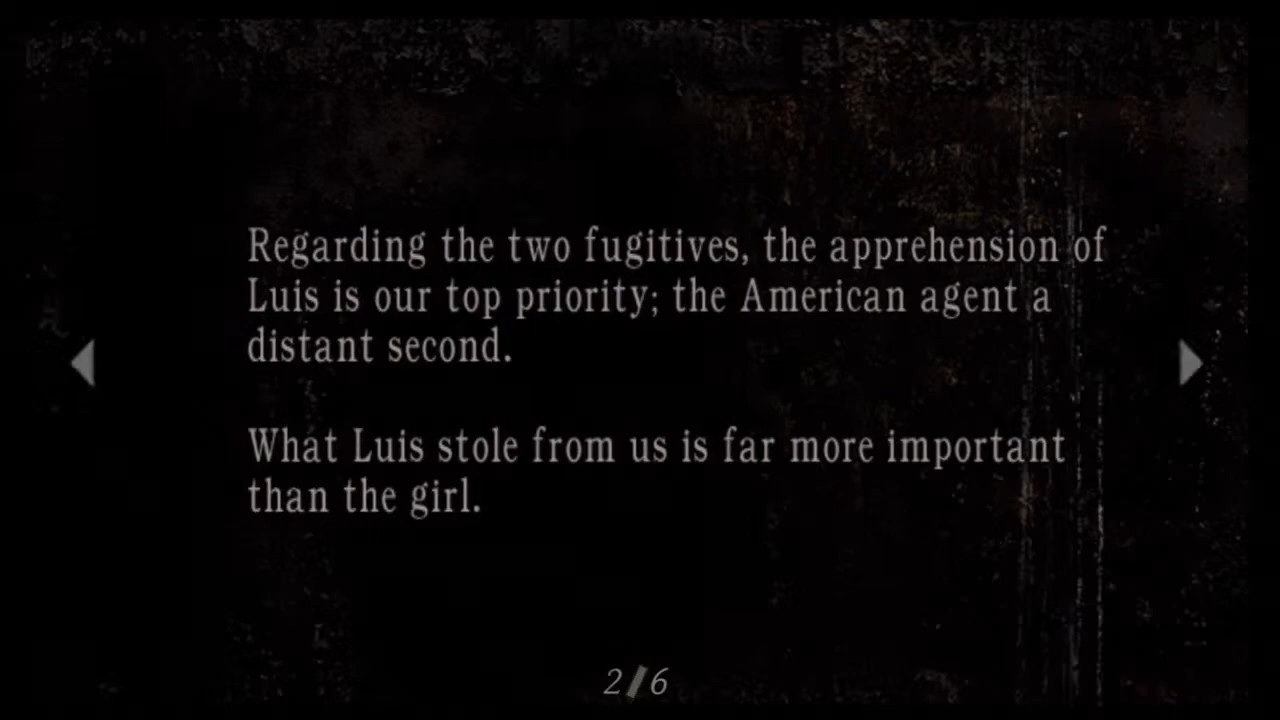 Regarding the two fugitives, the apprehension of
Luis is our top priority; the American agent a
distant second.
What Luis stole from us is far more important
than the girl.
2/6